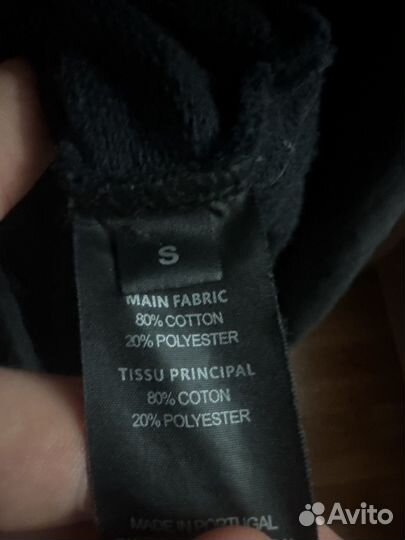 S
MAIN FABRIC
80% COTTON
20% POLYESTER
TISSU PRINCIPAL
80% COTON
20% POLYESTER
MADE IN PORTUGAL
Avito